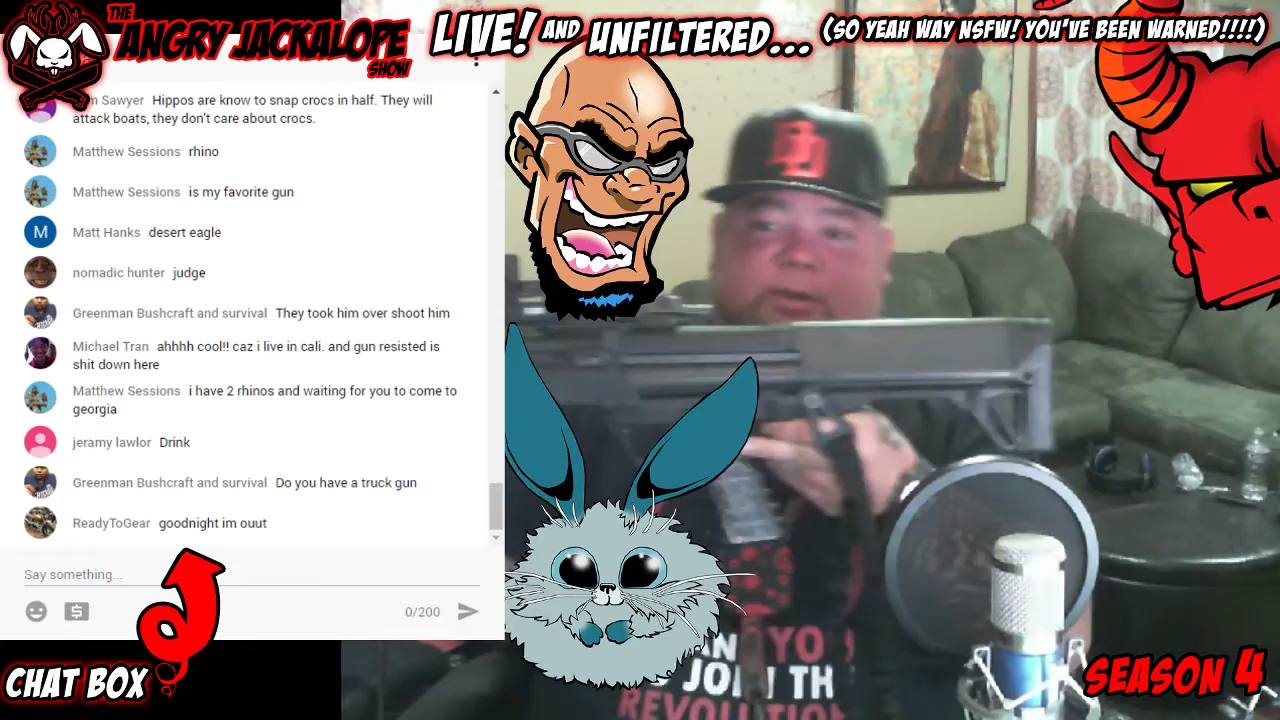 THE
ANGRY JACKALOPE
SHOW
LIVE! AND UNFILTERED...
(SO YEAH WAY NSFW! YOU'VE BEEN WARNED!!!!)
Sawyer Hippos are know to snap crocs in half. They will
attack boats, they don't care about crocs.
Matthew Sessions rhino
Matthew Sessions is my favorite gun
M
Matt Hanks desert eagle
nomadic hunter judge
Greenman Bushcraft and survival They took him over shoot him
Michael Tran ahhhh cool!! caz i live in cali. and gun resisted is
shit down here
Matthew Sessions i have 2 rhinos and waiting for you to come to
georgia
jeramy lawlor Drink
Greenman Bushcraft and survival Do you have a truck gun
ReadyToGear goodnight im ouut
Say something...
0/200
CHAT BOX
YO
JOIN TH
REVOLUTION
SEASON 4